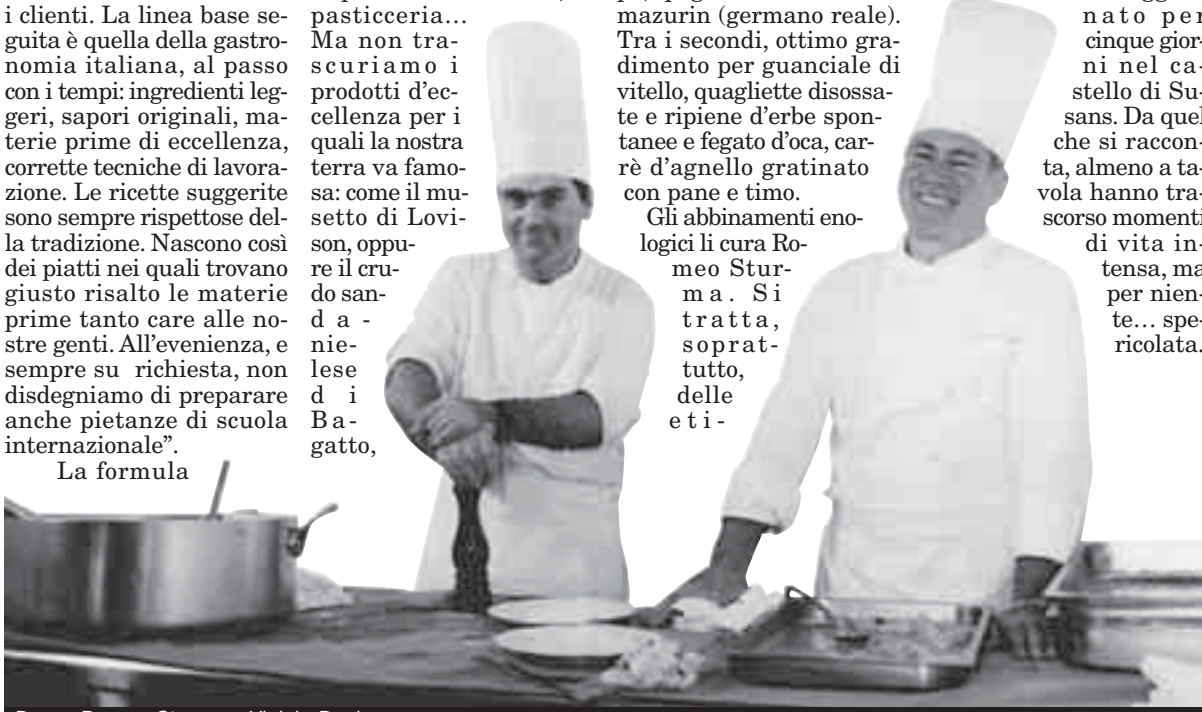 i clienti. La linea base se-
guita è quella della gastro-
nomia italiana, al passo
con i tempi: ingredienti leg-
geri, sapori originali, ma-
terie prime di eccellenza,
corrette tecniche di lavora-
zione. Le ricette suggerite
sono sempre rispettose del-
la tradizione. Nascono così
dei piatti nei quali trovano
giusto risalto le materie
prime tanto care alle no-
stre genti. All'evenienza, e
sempre su richiesta, non
disdegniamo di preparare
anche pietanze di scuola
internazionale".
La formula
pasticceria...
Ma non tra-
scuriamo i
prodotti d'ec-
cellenza per i
quali la nostra
terra va famo-
sa: come il mu-
setto di Lovi-
son, oppu-
re il cru-
do san-
da-
nie-
lese
di
Ba-
gatto,
mazurin (germano reale).
Tra i secondi, ottimo gra-
dimento per guanciale di
vitello, quagliette disossa-
te e ripiene d'erbe spon-
tanee e fegato d'oca, car-
rè d'agnello gratinato
con pane e timo.
Gli abbinamenti eno-
logici li cura Ro-
meo Stur-
ma. Si
tratta,
soprat-
tutto,
delle
eti-
nato per
cinque gior-
ni nel ca-
stello di Su-
sans. Da quel
che si raccon-
ta, almeno a ta-
vola hanno tra-
scorso momenti
di vita in-
tensa, ma
per nien-
te... spe-
ricolata.